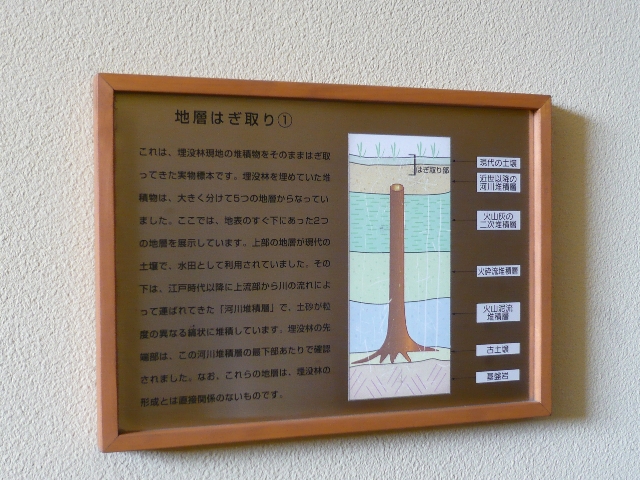 地層はぎ取り①
これは、埋没林現地の堆積物をそのままはぎ取
ってきた実物標本です。埋没林を埋めていた堆
積物は、大きく分けて5つの地層からなってい
ました。ここでは、地表のすぐ下にあった2つ
の地層を展示しています。上部の地層が現代の
土壌で、水田として利用されていました。その
下は、江戸時代以降に上流部から川の流れによ
って運ばれてきた「河川堆積層」で、土砂が粒
度の異なる縞状に堆積しています。埋没林の先
端部は、この河川堆積層の最下部あたりで確認
されました。なお、これらの地層は、埋没林の
形成とは直接関係のないものです。
はぎ取り部
現代の土壌
近世以降の
河川堆積層
火山灰の
二次堆積層
火砕流堆積層
火山泥流
堆積層
古土壌
基盤岩